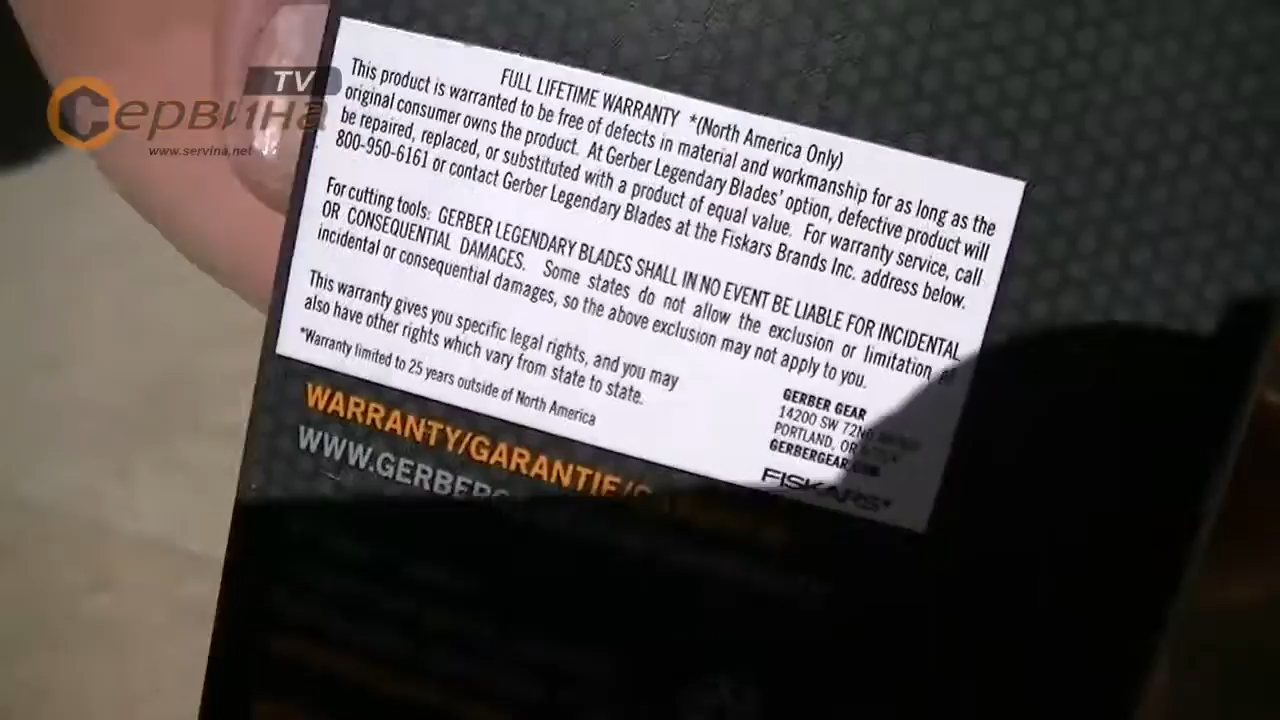 TV
Сервина
www.servina.net
FULL LIFETIME WARRANTY *(North America Only)
This product is warranted to be free of defects in material and workmanship for as long as the
original consumer owns the product. At Gerber Legendary Blades' option, defective product will
be repaired, replaced, or substituted with a product of equal value. For warranty service, call
800-950-6161 or contact Gerber Legendary Blades at the Fiskars Brands Inc. address below.
For cutting tools: GERBER LEGENDARY BLADES SHALL IN NO EVENT BE LIABLE FOR INCIDENTAL
OR CONSEQUENTIAL DAMAGES. Some states do not allow the exclusion or limitation
incidental or consequential damages, so the above exclusion may not apply to you.
This warranty gives you specific legal rights, and you may
also have other rights which vary from state to state.
*Warranty limited to 25 years outside of North America
GERBER GEAR
14200 SW 72ND
PORTLAND, OR
GERBERGEAR.COM
FISKARS®
WARRANTY/GARANTIE/
WWW.GERBER